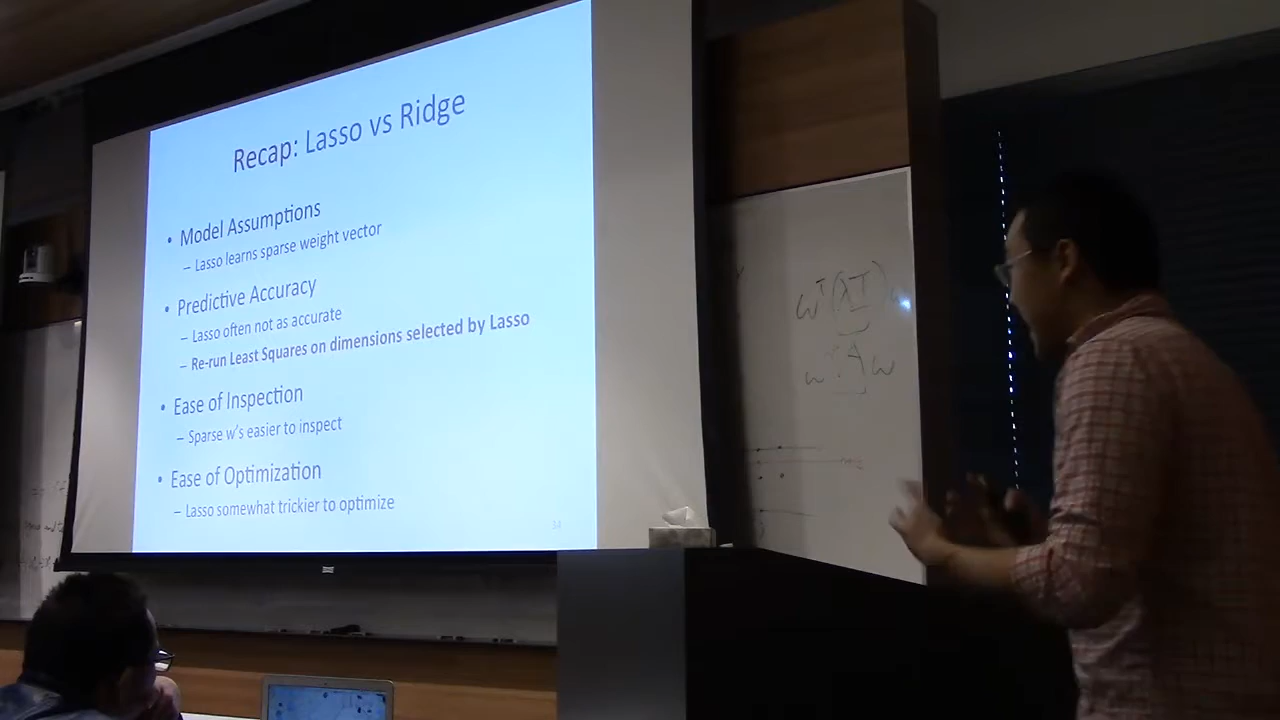 Recap: Lasso vs Ridge
• Model Assumptions
– Lasso learns sparse weight vector
• Predictive Accuracy
– Lasso often not as accurate
– Re-run Least Squares on dimensions selected by Lasso
• Ease of Inspection
– Sparse w's easier to inspect
• Ease of Optimization
– Lasso somewhat trickier to optimize
34